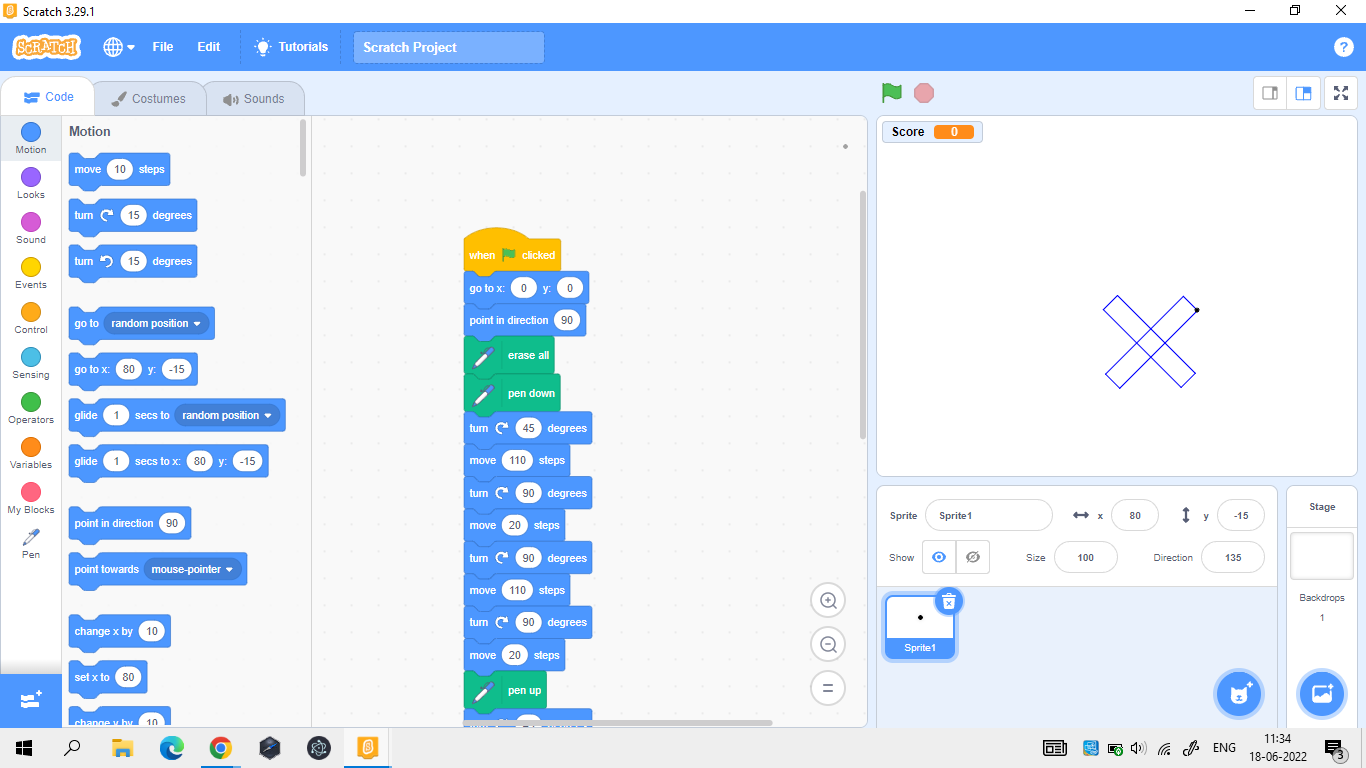 Scratch 3.29.1
SCRATCH
File
Edit
Tutorials
Scratch Project
?
Code
Costumes
Sounds
Motion
Looks
Sound
Events
Control
Sensing
Operators
Variables
My Blocks
Pen
Motion
move 10 steps
turn 15 degrees
turn 15 degrees
go to random position
go to x: 80 y: -15
glide 1 secs to random position
glide 1 secs to x: 80 y: -15
point in direction 90
point towards mouse-pointer
change x by 10
set x to 80
change y by 10
when clicked
go to x: 0 y: 0
point in direction 90
erase all
pen down
turn 45 degrees
move 110 steps
turn 90 degrees
move 20 steps
turn 90 degrees
move 110 steps
turn 90 degrees
move 20 steps
pen up
Score 0
Sprite Sprite1 x 80 y -15
Show Size 100 Direction 135
Sprite1
Stage
Backdrops
1
ENG
11:34
18-06-2022
3